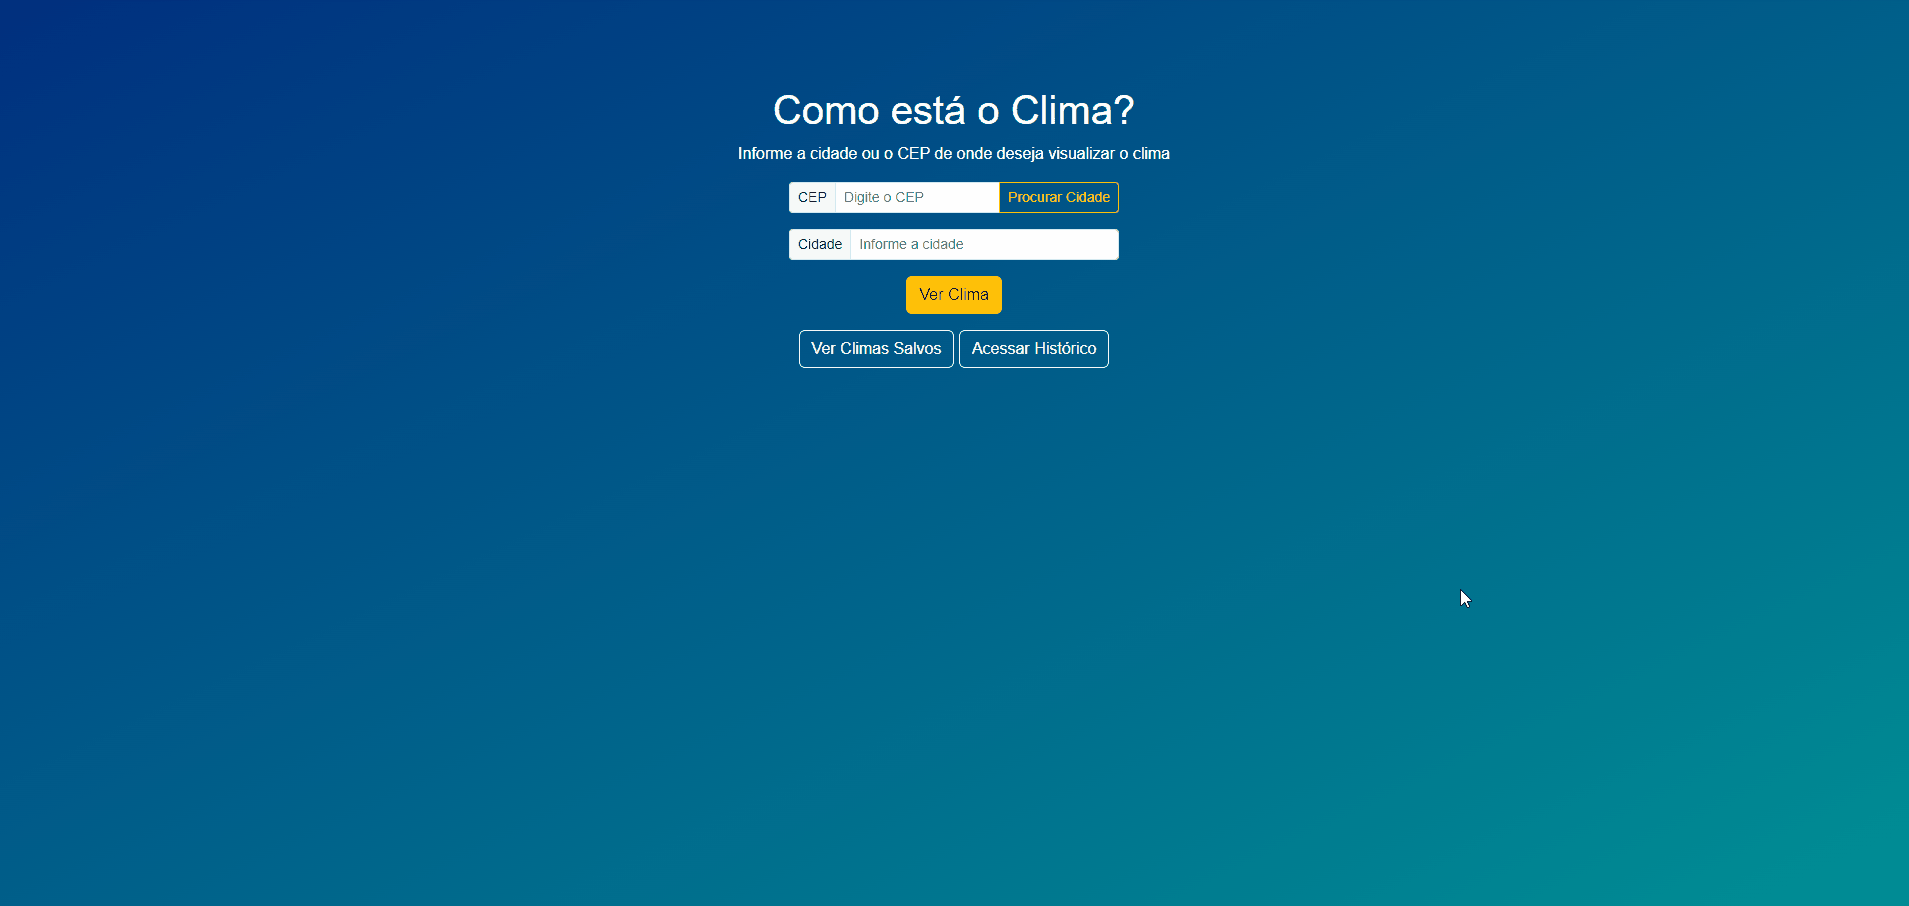 Como está o Clima?
Informe a cidade ou o CEP de onde deseja visualizar o clima
CEP Digite o CEP Procurar Cidade
Cidade Informe a cidade
Ver Clima
Ver Climas Salvos Acessar Histórico